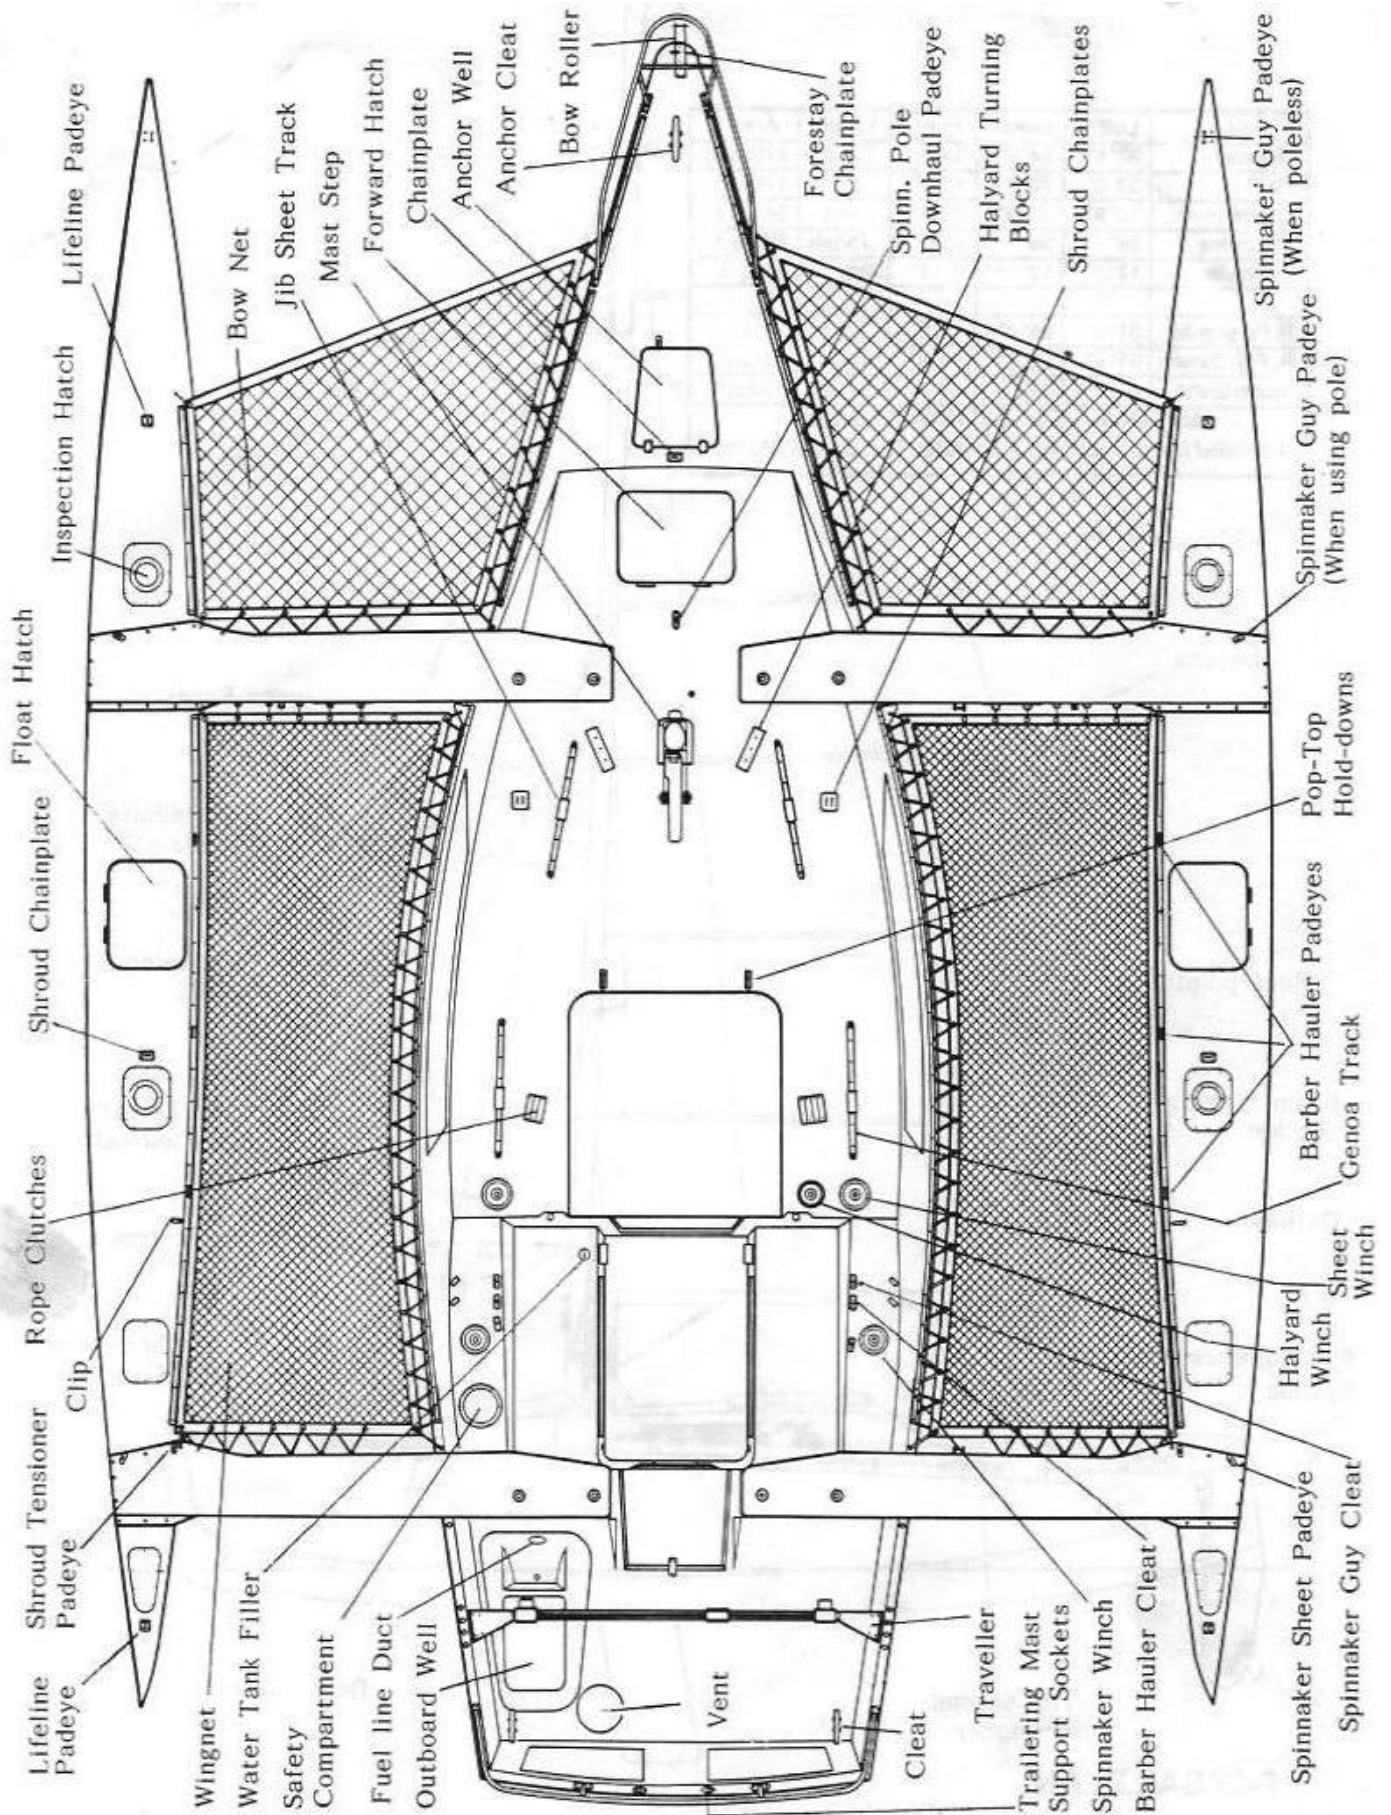 Lifeline
Padeye
Shroud Tensioner
Padeye
Clip
Rope Clutches
Shroud Chainplate
Float Hatch
Inspection Hatch
Lifeline Padeye
Bow Net
Jib Sheet Track
Mast Step
Forward Hatch
Chainplate
Anchor Well
Anchor Cleat
Bow Roller
Wingnet
Water Tank Filler
Safety
Compartment
Fuel line Duct
Outboard Well
Vent
Cleat
Traveller
Trailering Mast
Support Sockets
Spinnaker Winch
Barber Hauler Cleat
Forestay
Chainplate
Spinn. Pole
Downhaul Padeye
Halyard Turning
Blocks
Shroud Chainplates
Spinnaker Guy Padeye
(When poleless)
Spinnaker Guy Padeye
(When using pole)
Pop-Top
Hold-downs
Barber Hauler Padeyes
Genoa Track
Sheet
Winch
Halyard
Winch
Spinnaker Sheet Padeye
Spinnaker Guy Cleat